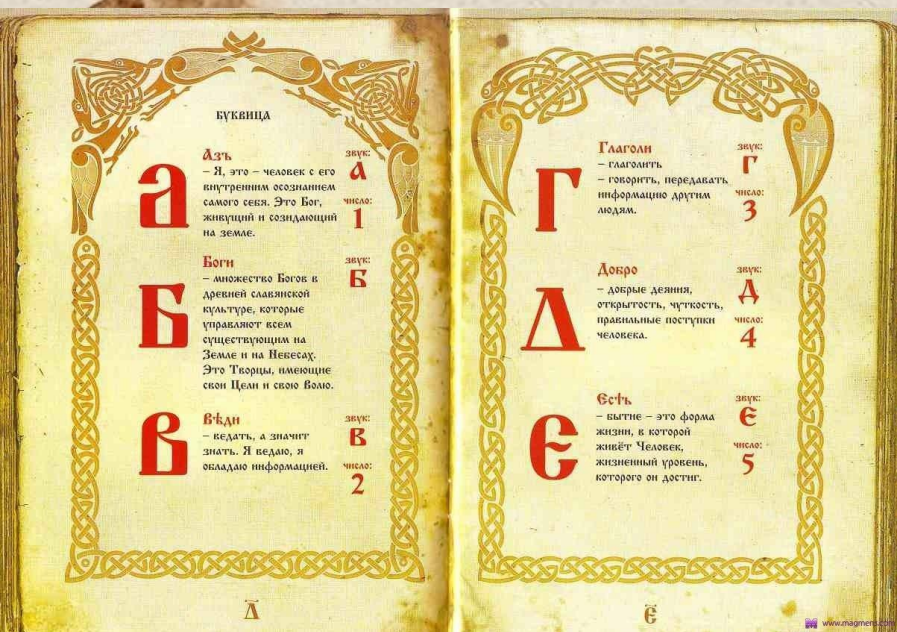 БУКВИЦА
а
Азъ
– Я, это – человек с его
внутренним осознанием
самого себя. Это Бог,
живущий и созидающий
на земле.
звук:
А
число:
1
Б
Боги
– множество Богов в
древней славянской
культуре, которые
управляют всем
существующим на
Земле и на Небесах.
Это Творцы, имеющие
свои Цели и свою Волю.
звук:
Б
В
Вѣди
– ведать, а значит
знать. Я ведаю, я
обладаю информацией.
звук:
В
число:
2
Д
Г
Глаголи
– глаголить
– говорить, передавать
информацию другим
людям.
звук:
Г
число:
3
Д
Добро
– добрые деяния,
открытость, чуткость,
правильные поступки
человека.
звук:
Д
число:
4
Є
Єсть
– бытие – это форма
жизни, в которой
живёт Человек,
жизненный уровень,
которого он достиг.
звук:
Є
число:
5
Є
www.magmens.com